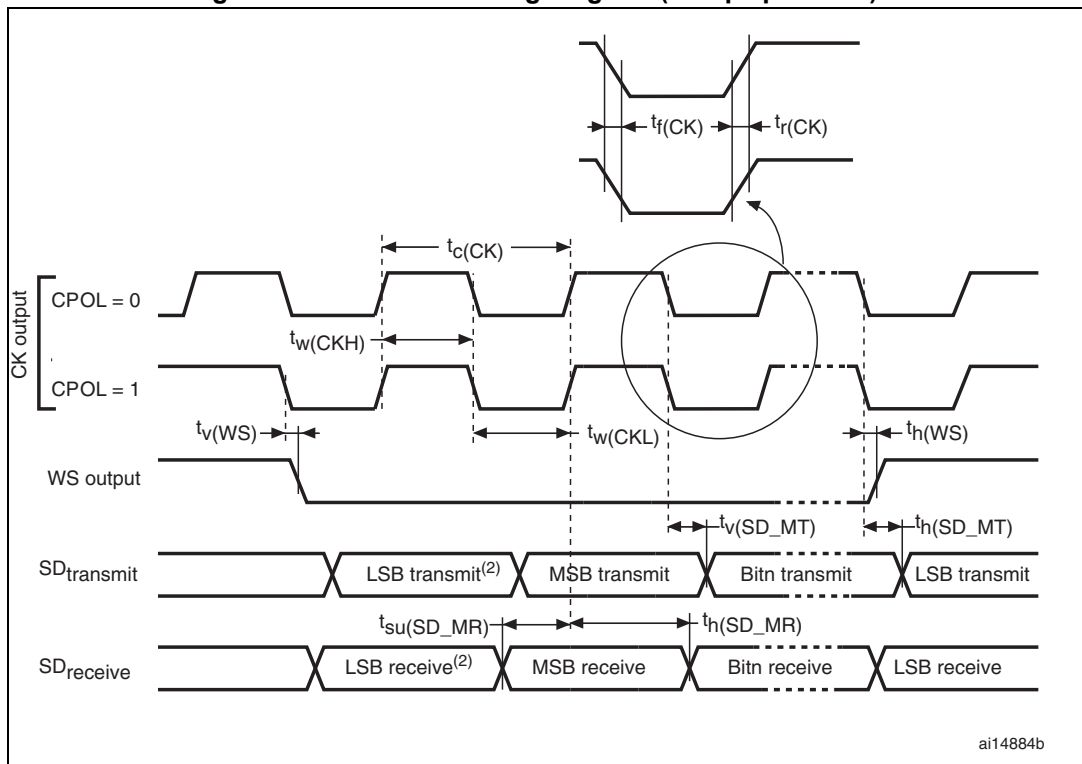 tf(CK)
tr(CK)
tc(CK)
CK output
CPOL = 0
tw(CKH)
CPOL = 1
tv(WS)
tw(CKL)
th(WS)
WS output
tv(SD_MT)
th(SD_MT)
SDtransmit
LSB transmit(2)
MSB transmit
Bitn transmit
LSB transmit
tsu(SD_MR)
th(SD_MR)
SDreceive
LSB receive(2)
MSB receive
Bitn receive
LSB receive
ai14884b